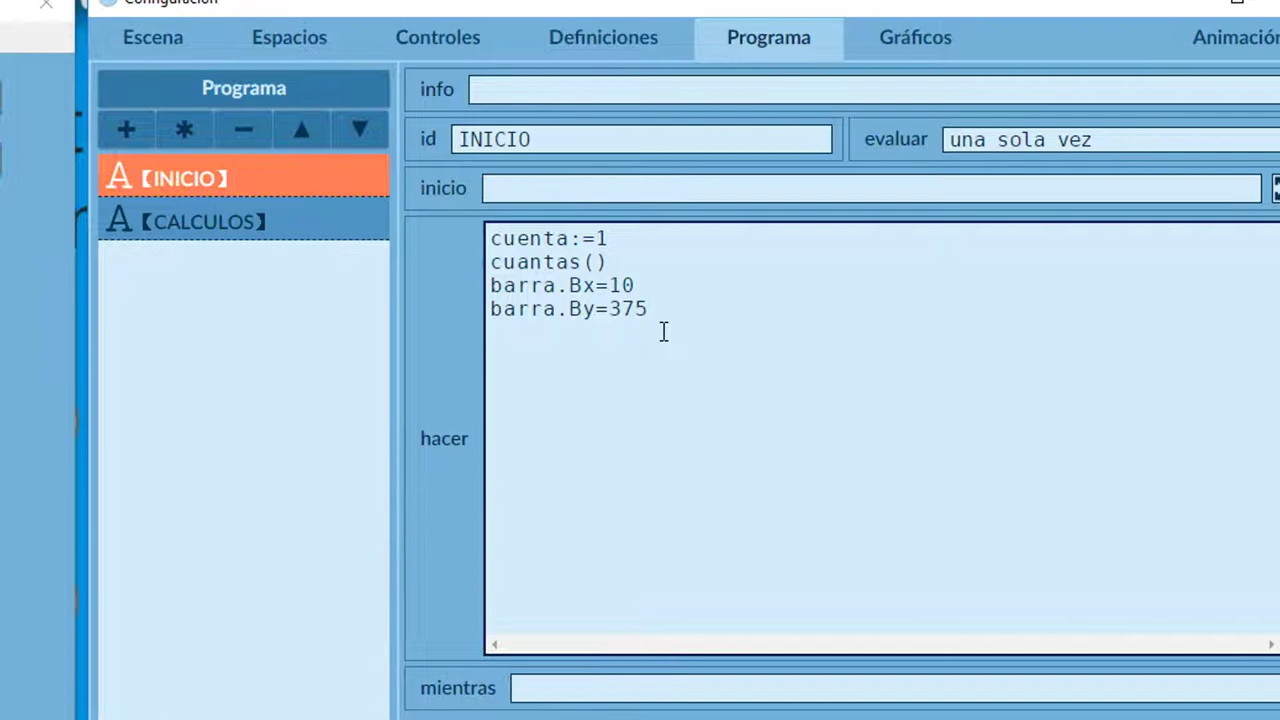 Configuración
Escena Espacios Controles Definiciones Programa Gráficos Animación
Programa
info
id INICIO evaluar una sola vez
A【INICIO】
inicio
A【CALCULOS】
cuenta:=1
cuantas()
barra.Bx=10
barra.By=375
hacer
mientras